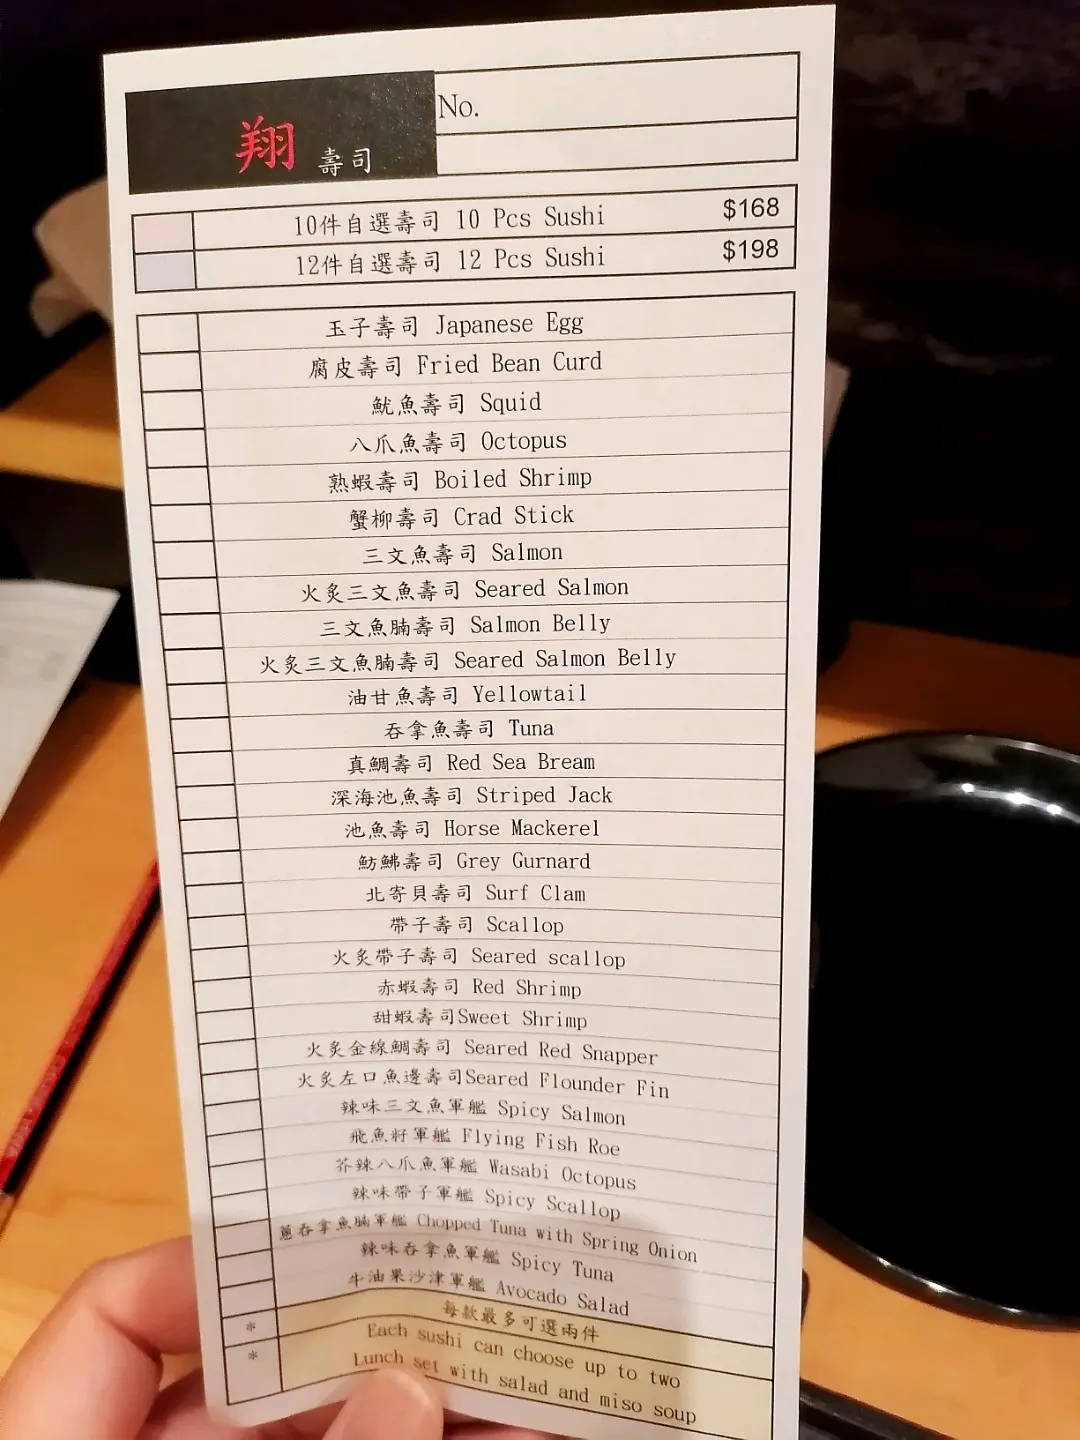 翔 壽司
No.
10件自選壽司 10 Pcs Sushi $168
12件自選壽司 12 Pcs Sushi $198
玉子壽司 Japanese Egg
腐皮壽司 Fried Bean Curd
魷魚壽司 Squid
八爪魚壽司 Octopus
熟蝦壽司 Boiled Shrimp
蟹柳壽司 Crad Stick
三文魚壽司 Salmon
火炙三文魚壽司 Seared Salmon
三文魚腩壽司 Salmon Belly
火炙三文魚腩壽司 Seared Salmon Belly
油甘魚壽司 Yellowtail
吞拿魚壽司 Tuna
真鯛壽司 Red Sea Bream
深海池魚壽司 Striped Jack
池魚壽司 Horse Mackerel
魴鮄壽司 Grey Gurnard
北寄貝壽司 Surf Clam
帶子壽司 Scallop
火炙帶子壽司 Seared scallop
赤蝦壽司 Red Shrimp
甜蝦壽司Sweet Shrimp
火炙金線鯛壽司 Seared Red Snapper
火炙左口魚邊壽司Seared Flounder Fin
辣味三文魚軍艦 Spicy Salmon
飛魚籽軍艦 Flying Fish Roe
芥辣八爪魚軍艦 Wasabi Octopus
辣味帶子軍艦 Spicy Scallop
蔥吞拿魚腩軍艦 Chopped Tuna with Spring Onion
辣味吞拿魚軍艦 Spicy Tuna
牛油果沙津軍艦 Avocado Salad
* 每款最多可選兩件
Each sushi can choose up to two
* Lunch set with salad and miso soup